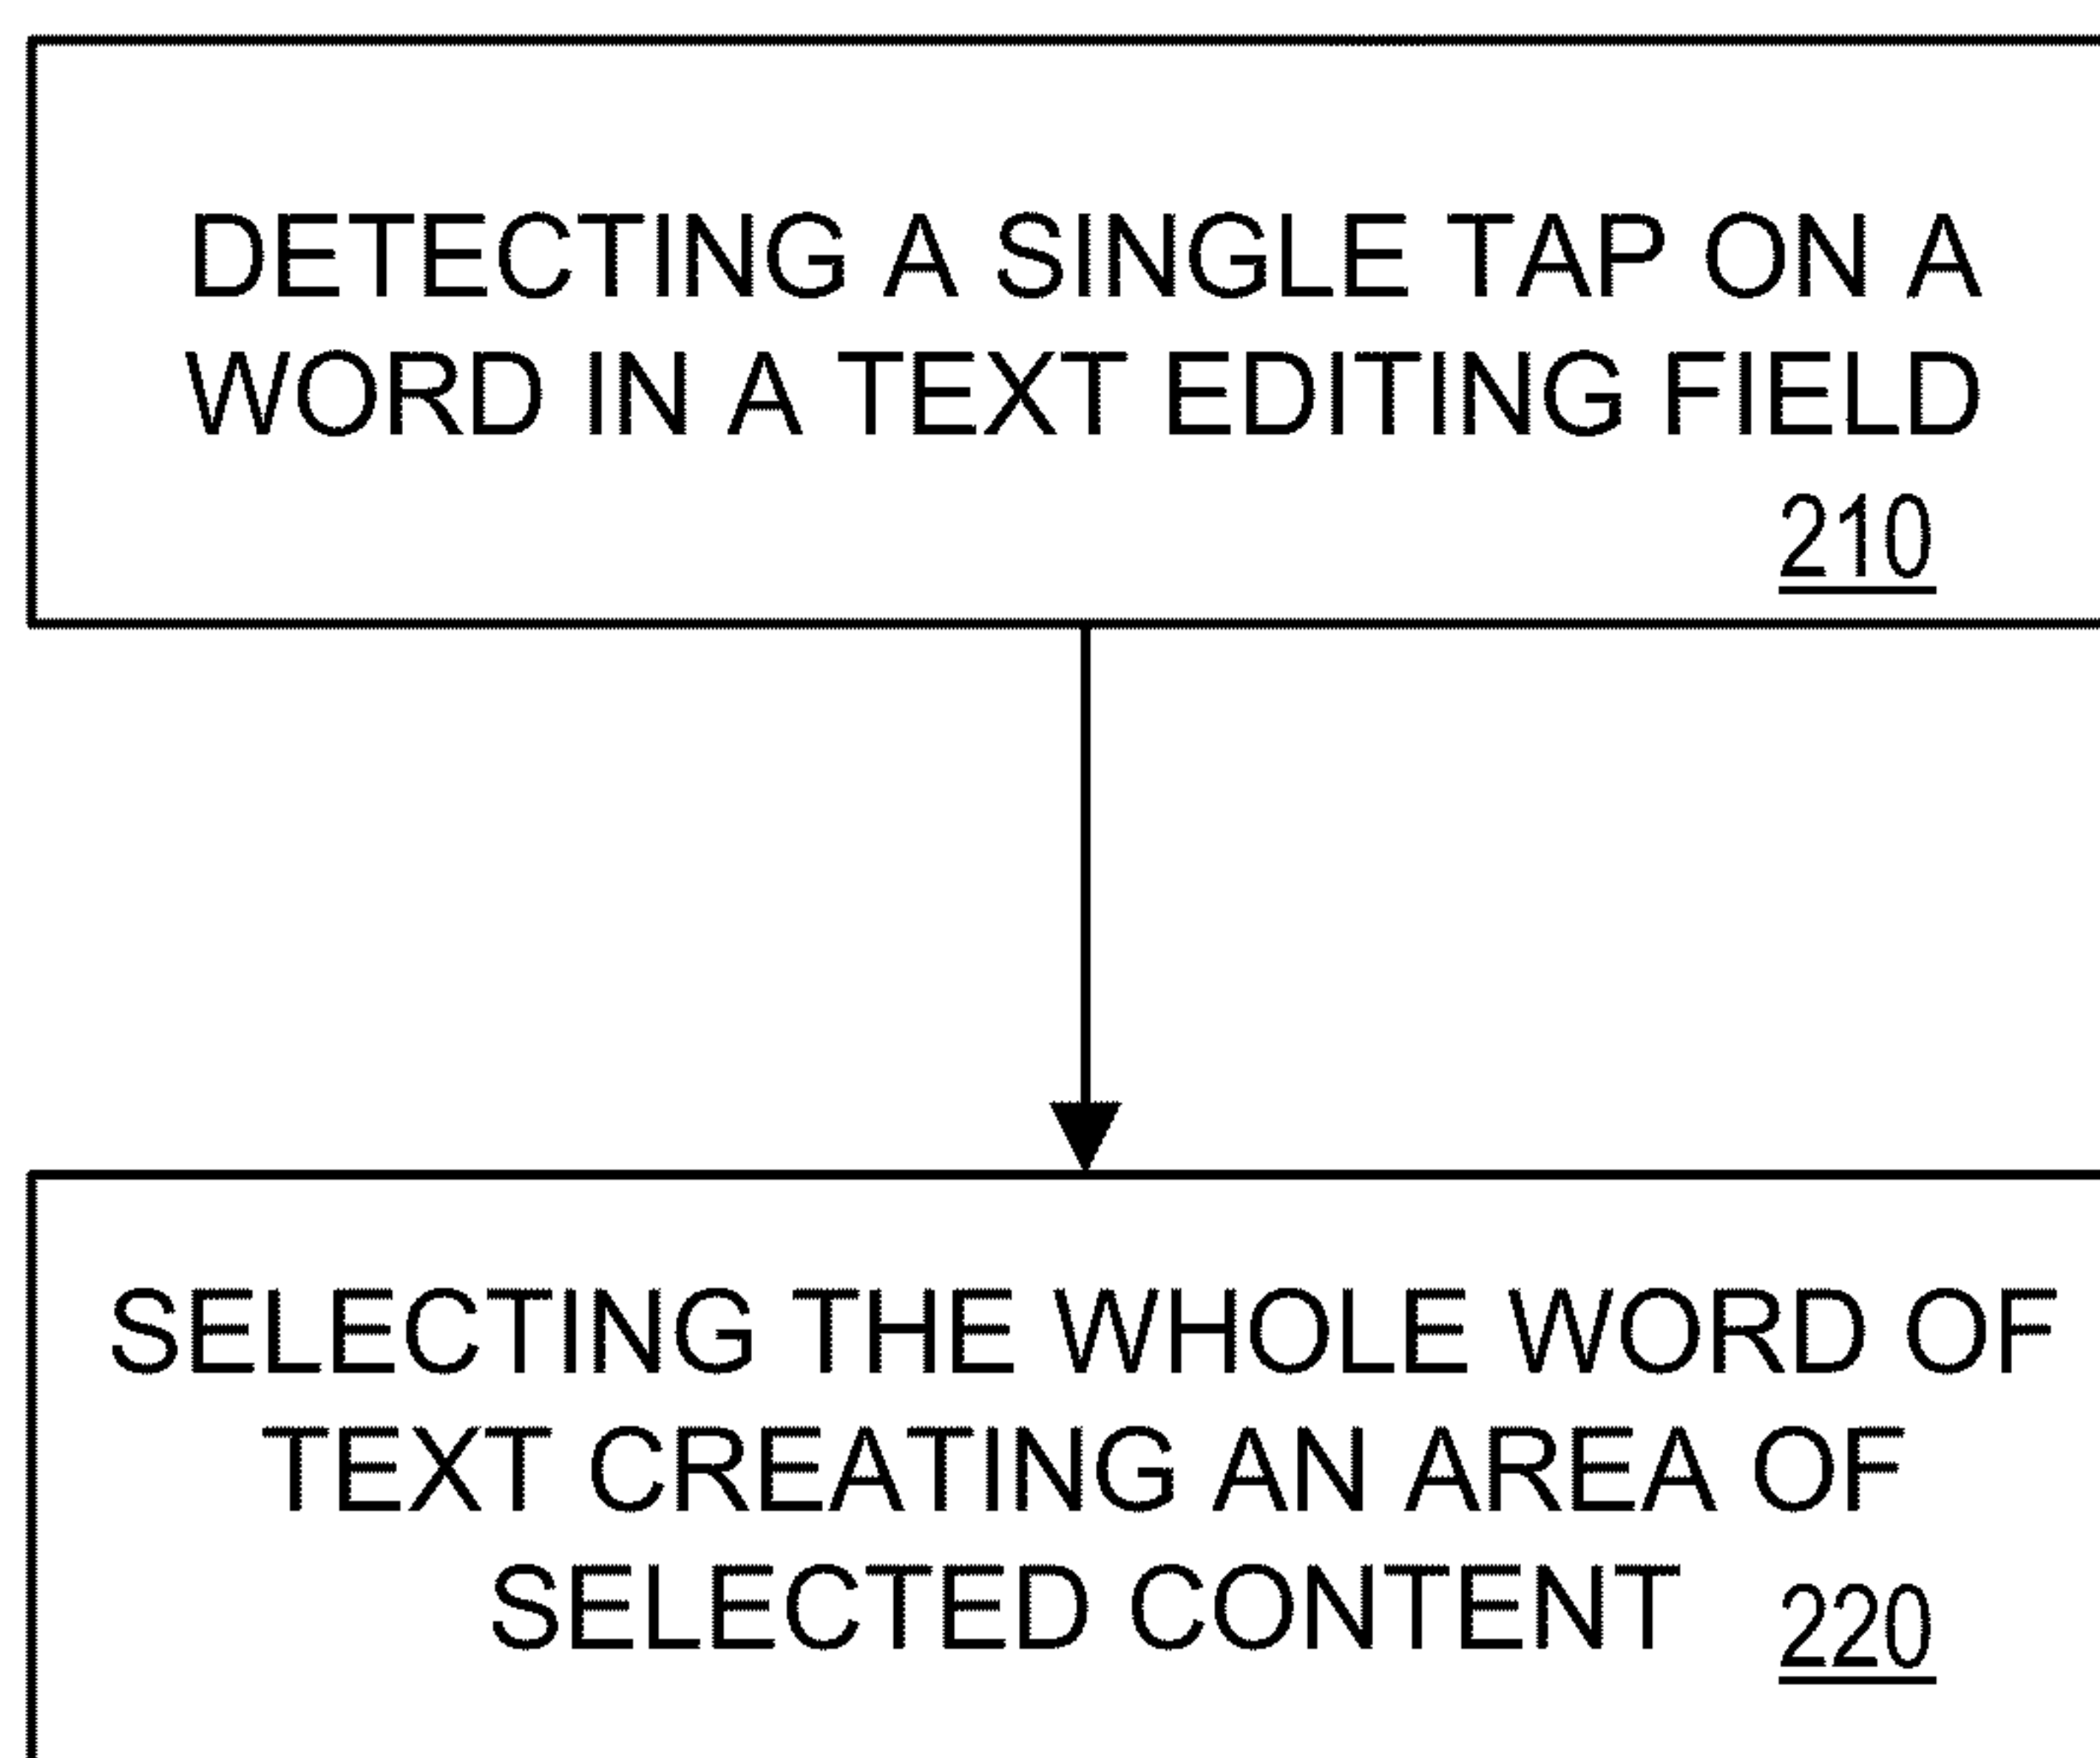 DETECTING A SINGLE TAP ON A
WORD IN A TEXT EDITING FIELD
210
SELECTING THE WHOLE WORD OF
TEXT CREATING AN AREA OF
SELECTED CONTENT 220